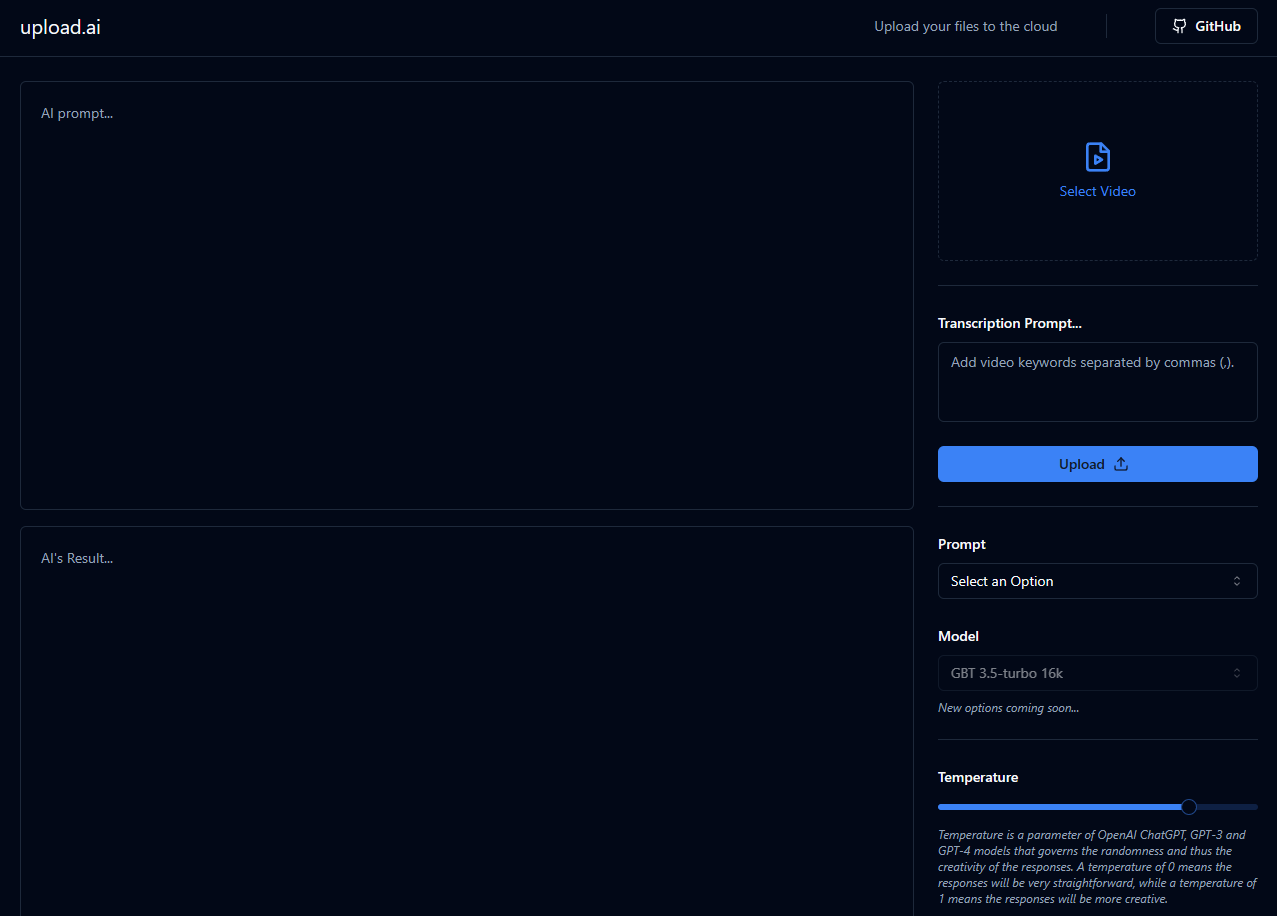 upload.ai
Upload your files to the cloud
GitHub
AI prompt...
AI's Result...
Select Video
Transcription Prompt...
Add video keywords separated by commas (,).
Upload
Prompt
Select an Option
Model
GBT 3.5-turbo 16k
New options coming soon...
Temperature
Temperature is a parameter of OpenAI ChatGPT, GPT-3 and
GPT-4 models that governs the randomness and thus the
creativity of the responses. A temperature of 0 means the
responses will be very straightforward, while a temperature of
1 means the responses will be more creative.